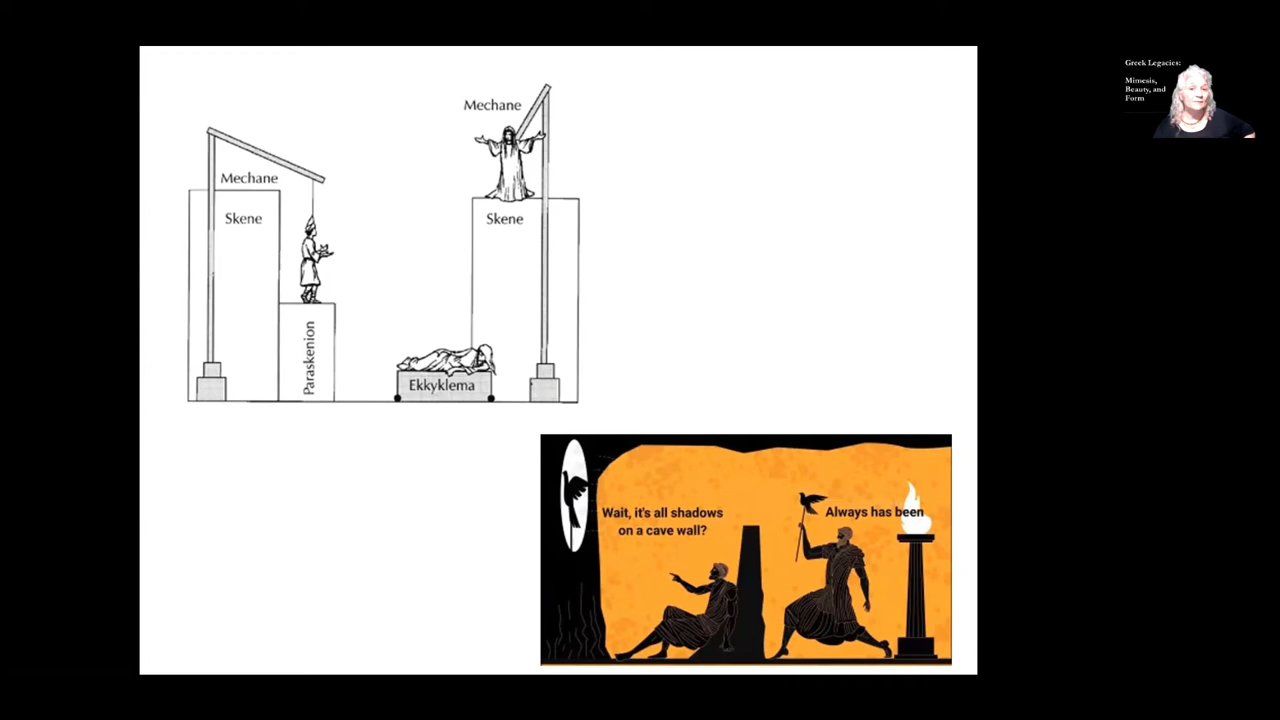 Mechane
Skene
Paraskenion
Mechane
Skene
Ekkyklema
Wait, it's all shadows
on a cave wall?
Always has been
Greek Legacies:
Mimesis,
Beauty, and
Form